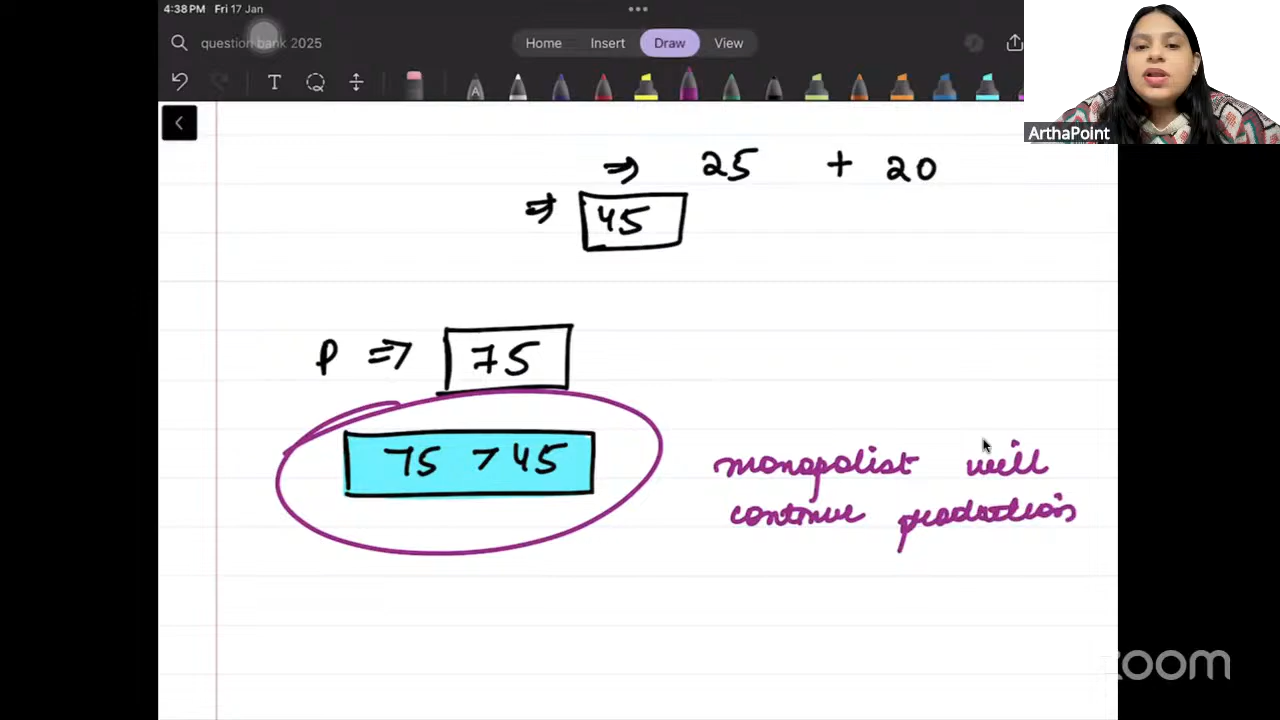 4:38 PM Fri 17 Jan
question bank 2025
Home Insert Draw View
T
A
ArthaPoint
⇒ 25 + 20
⇒ 45
P ⇒ 75
75 > 45
monopolist will
continue production
zoom